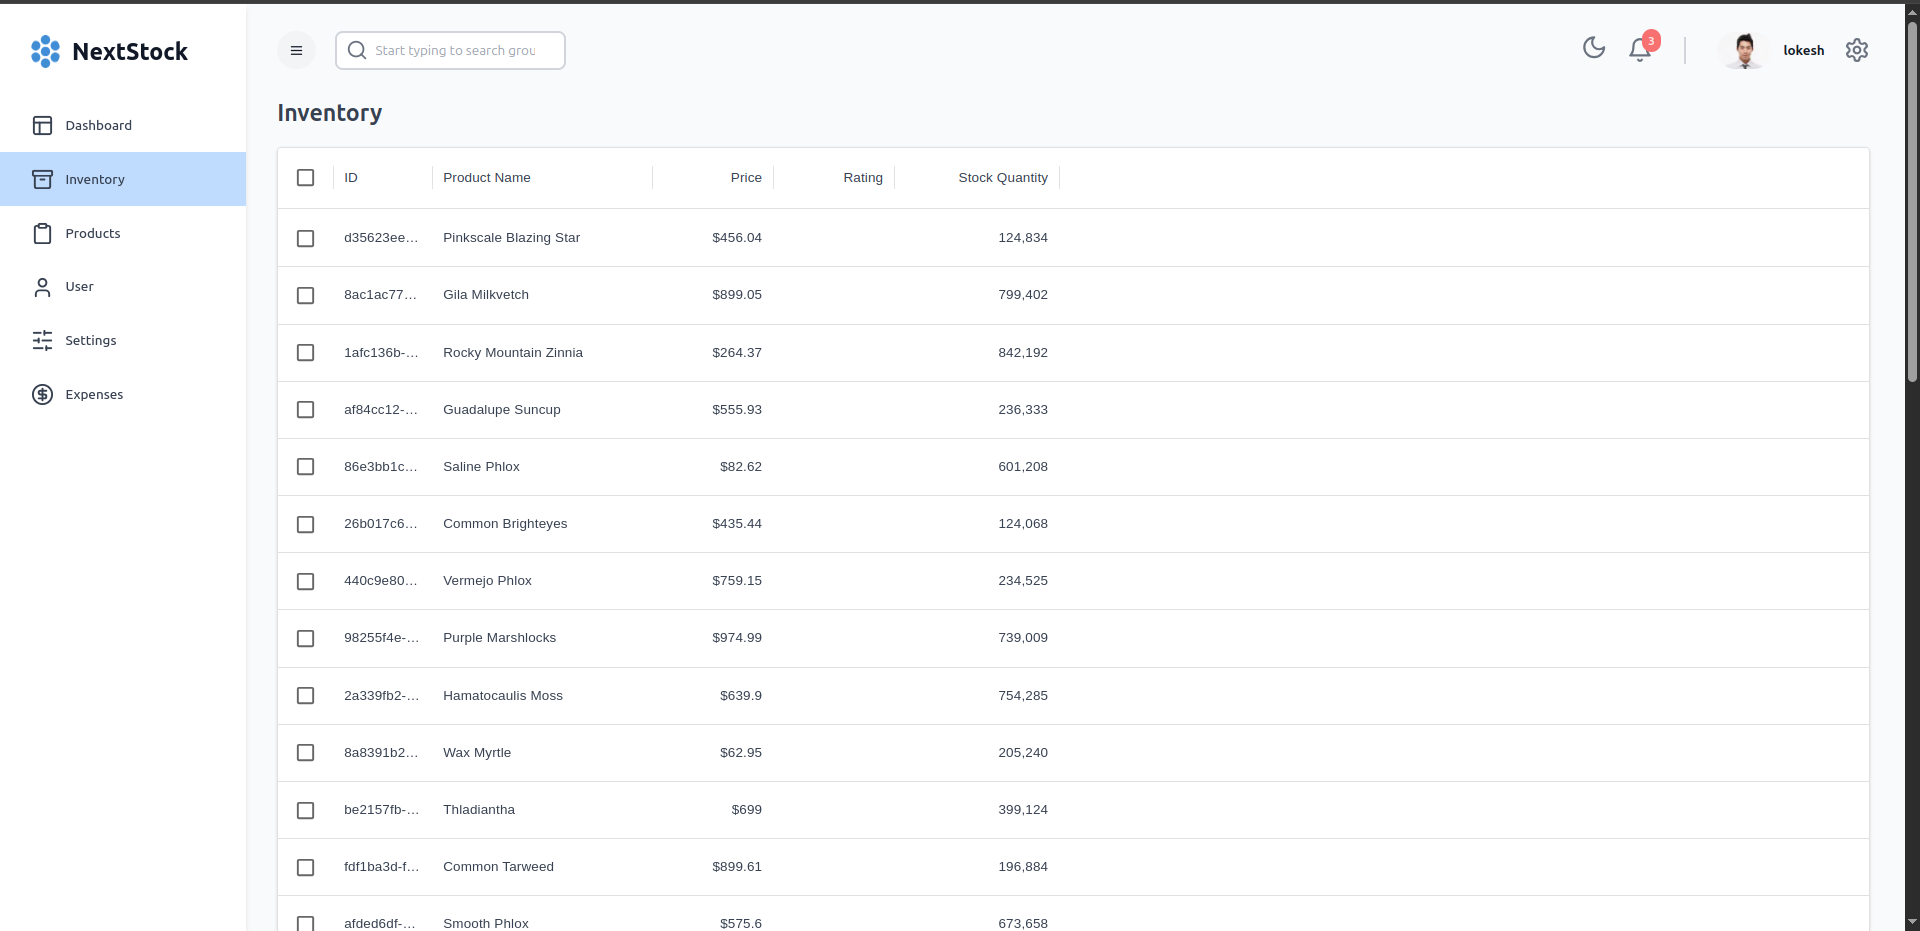 NextStock
Start typing to search grou
3
lokesh
Dashboard
Inventory
Products
User
Settings
Expenses
Inventory
ID Product Name Price Rating Stock Quantity
d35623ee... Pinkscale Blazing Star $456.04 124,834
8ac1ac77... Gila Milkvetch $899.05 799,402
1afc136b-... Rocky Mountain Zinnia $264.37 842,192
af84cc12-... Guadalupe Suncup $555.93 236,333
86e3bb1c... Saline Phlox $82.62 601,208
26b017c6... Common Brighteyes $435.44 124,068
440c9e80... Vermejo Phlox $759.15 234,525
98255f4e-... Purple Marshlocks $974.99 739,009
2a339fb2-... Hamatocaulis Moss $639.9 754,285
8a8391b2... Wax Myrtle $62.95 205,240
be2157fb-... Thladiantha $699 399,124
fdf1ba3d-f... Common Tarweed $899.61 196,884
afded6df-... Smooth Phlox $575.6 673,658